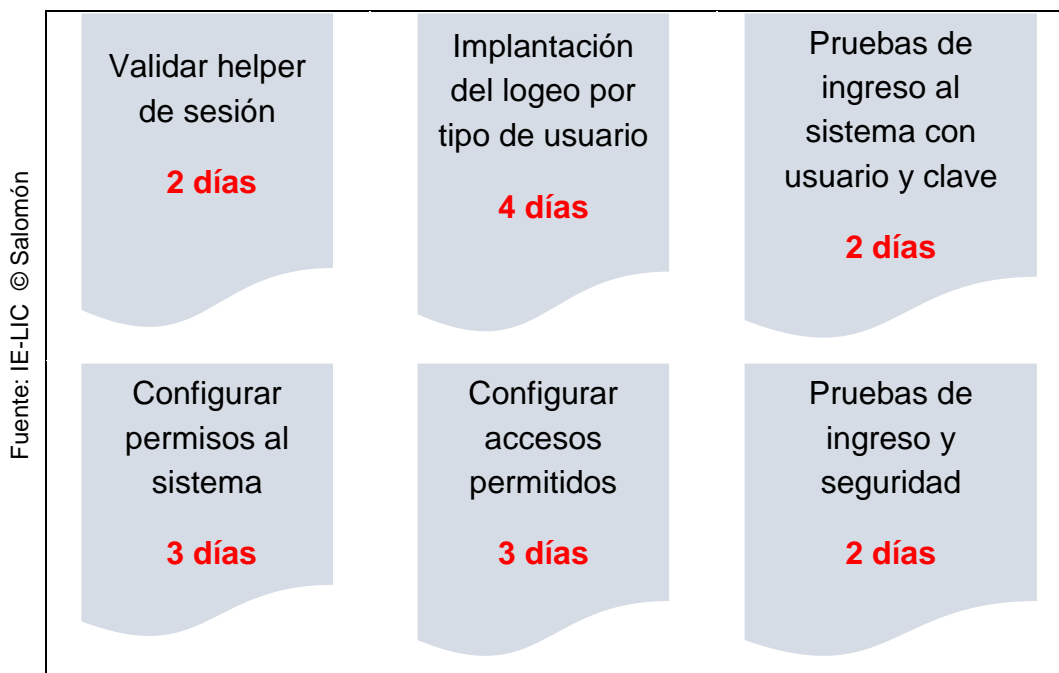 Fuente: IE-LIC © Salomón
Validar helper
de sesión
2 días
Implantación
del logeo por
tipo de usuario
4 días
Pruebas de
ingreso al
sistema con
usuario y clave
2 días
Configurar
permisos al
sistema
3 días
Configurar
accesos
permitidos
3 días
Pruebas de
ingreso y
seguridad
2 días